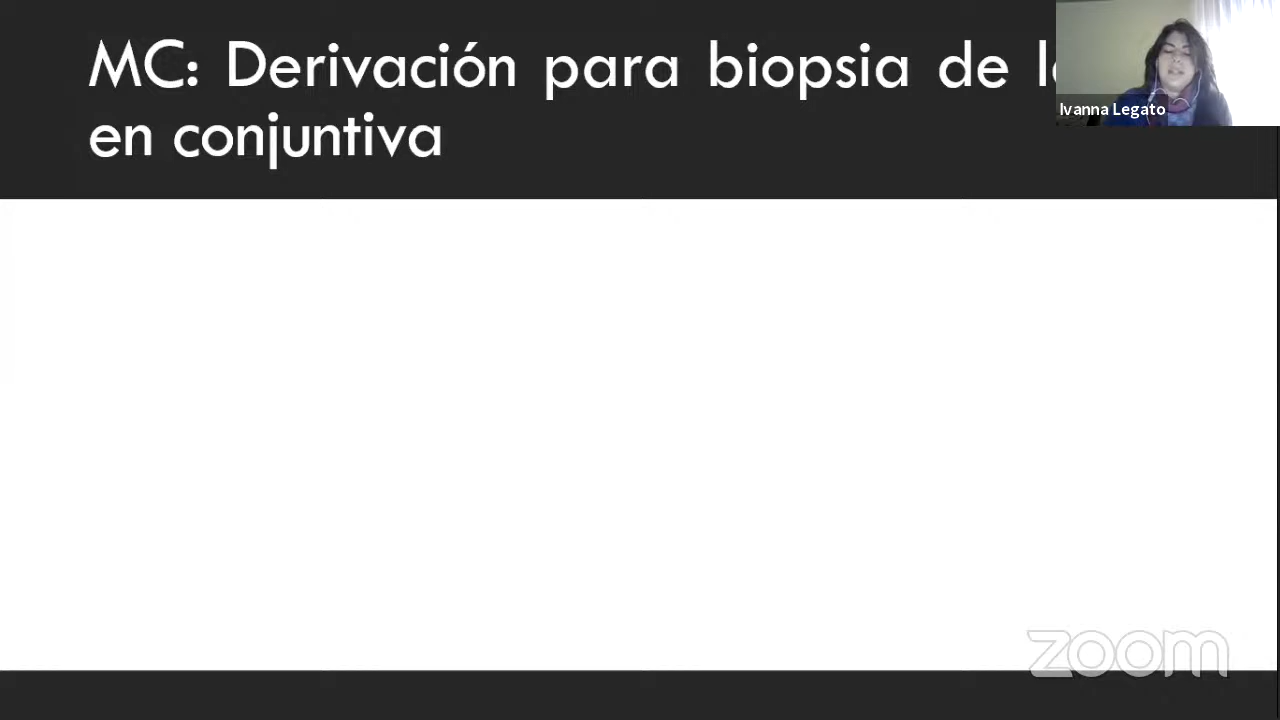 MC: Derivación para biopsia de
en conjuntiva
Ivanna Legato
zoom